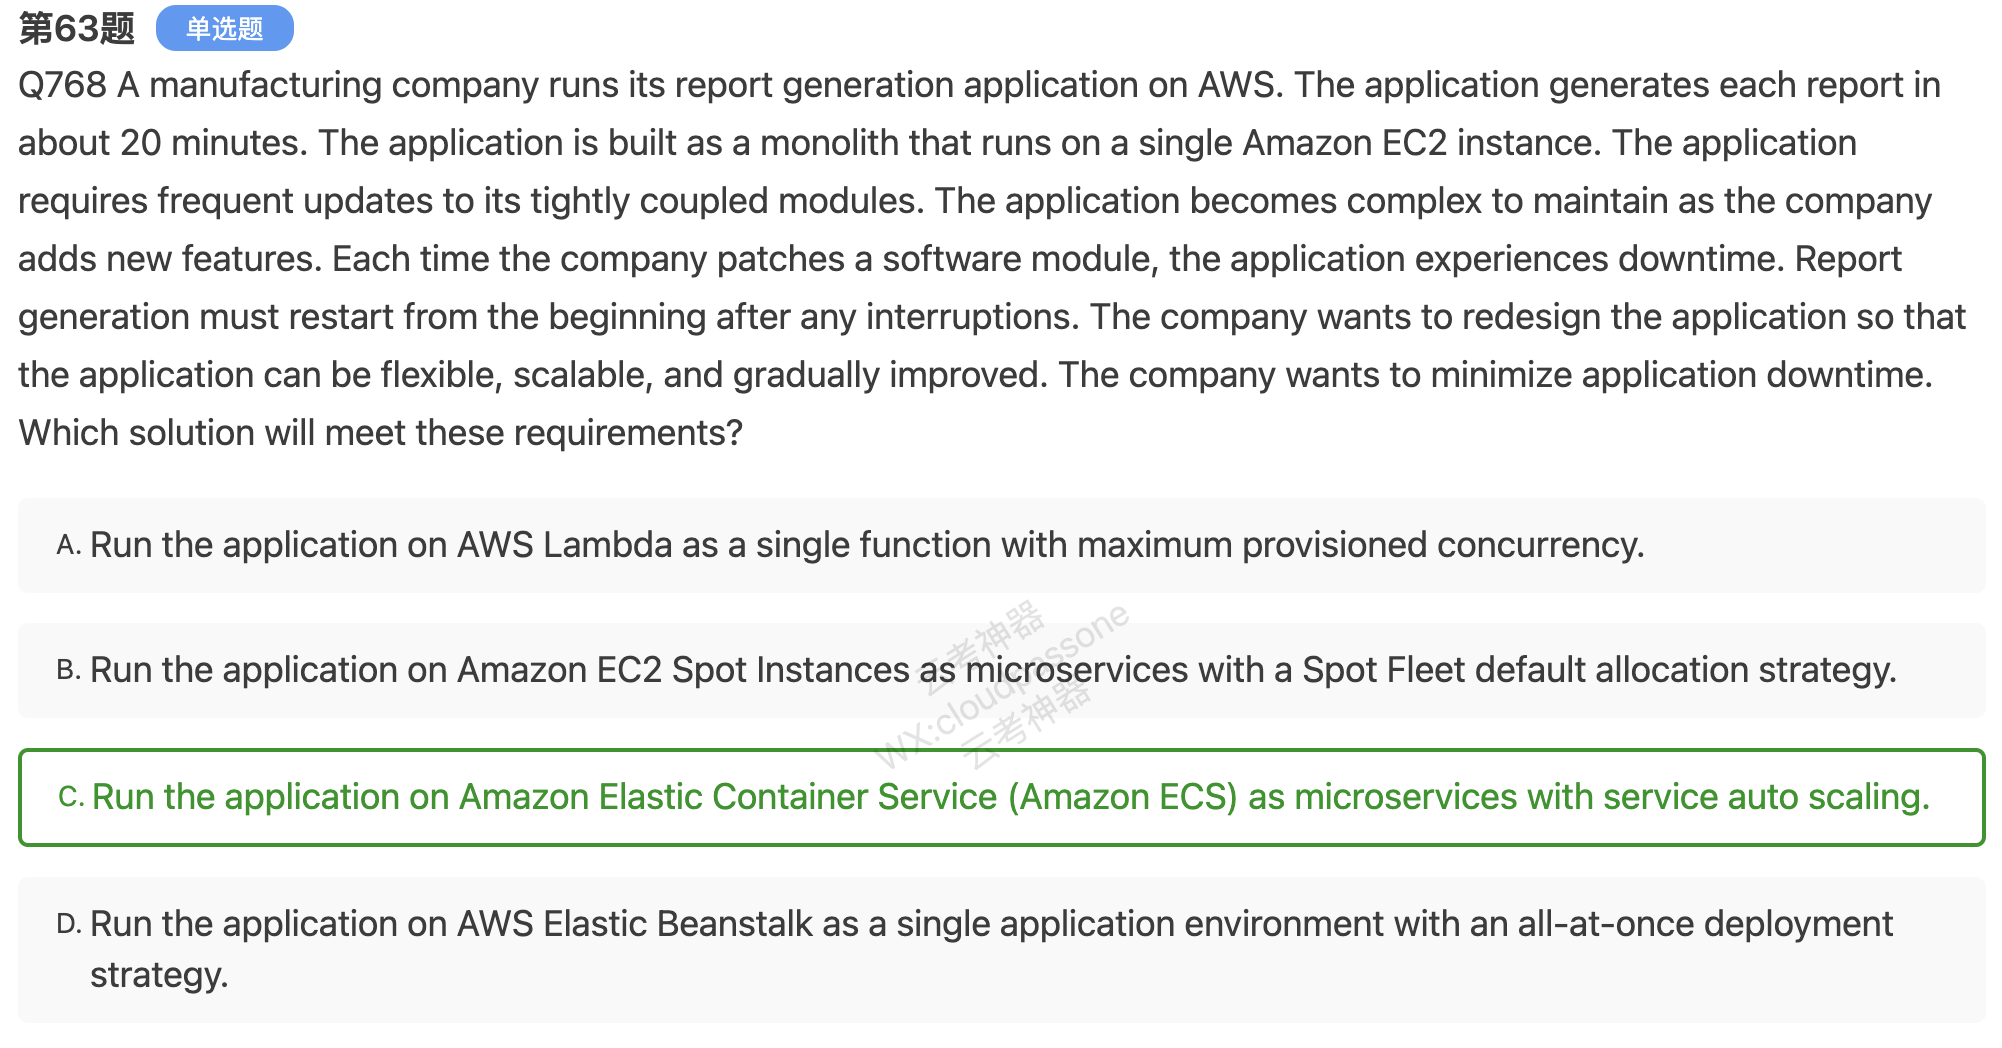 第63题 单选题
Q768 A manufacturing company runs its report generation application on AWS. The application generates each report in
about 20 minutes. The application is built as a monolith that runs on a single Amazon EC2 instance. The application
requires frequent updates to its tightly coupled modules. The application becomes complex to maintain as the company
adds new features. Each time the company patches a software module, the application experiences downtime. Report
generation must restart from the beginning after any interruptions. The company wants to redesign the application so that
the application can be flexible, scalable, and gradually improved. The company wants to minimize application downtime.
Which solution will meet these requirements?
A. Run the application on AWS Lambda as a single function with maximum provisioned concurrency.
B. Run the application on Amazon EC2 Spot Instances as microservices with a Spot Fleet default allocation strategy.
云考神器
WX:cloudpassone
云考神器
C. Run the application on Amazon Elastic Container Service (Amazon ECS) as microservices with service auto scaling.
D. Run the application on AWS Elastic Beanstalk as a single application environment with an all-at-once deployment
strategy.